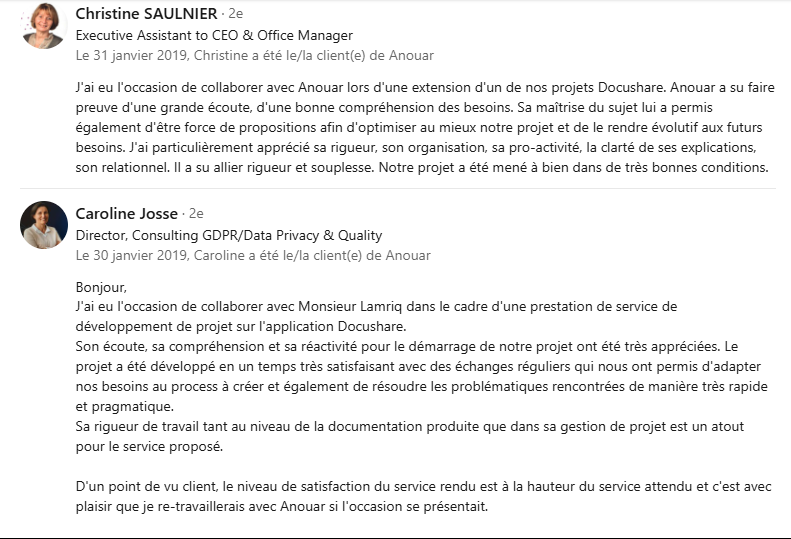 Christine SAULNIER · 2e
Executive Assistant to CEO & Office Manager
Le 31 janvier 2019, Christine a été le/la client(e) de Anouar
J'ai eu l'occasion de collaborer avec Anouar lors d'une extension d'un de nos projets Docushare. Anouar a su faire
preuve d'une grande écoute, d'une bonne compréhension des besoins. Sa maîtrise du sujet lui a permis
également d'être force de propositions afin d'optimiser au mieux notre projet et de le rendre évolutif aux futurs
besoins. J'ai particulièrement apprécié sa rigueur, son organisation, sa pro-activité, la clarté de ses explications,
son relationnel. Il a su allier rigueur et souplesse. Notre projet a été mené à bien dans de très bonnes conditions.
Caroline Josse · 2e
Director, Consulting GDPR/Data Privacy & Quality
Le 30 janvier 2019, Caroline a été le/la client(e) de Anouar
Bonjour,
J'ai eu l'occasion de collaborer avec Monsieur Lamriq dans le cadre d'une prestation de service de
développement de projet sur l'application Docushare.
Son écoute, sa compréhension et sa réactivité pour le démarrage de notre projet ont été très appréciées. Le
projet a été développé en un temps très satisfaisant avec des échanges réguliers qui nous ont permis d'adapter
nos besoins au process à créer et également de résoudre les problématiques rencontrées de manière très rapide
et pragmatique.
Sa rigueur de travail tant au niveau de la documentation produite que dans sa gestion de projet est un atout
pour le service proposé.
D'un point de vu client, le niveau de satisfaction du service rendu est à la hauteur du service attendu et c'est avec
plaisir que je re-travaillerais avec Anouar si l'occasion se présentait.